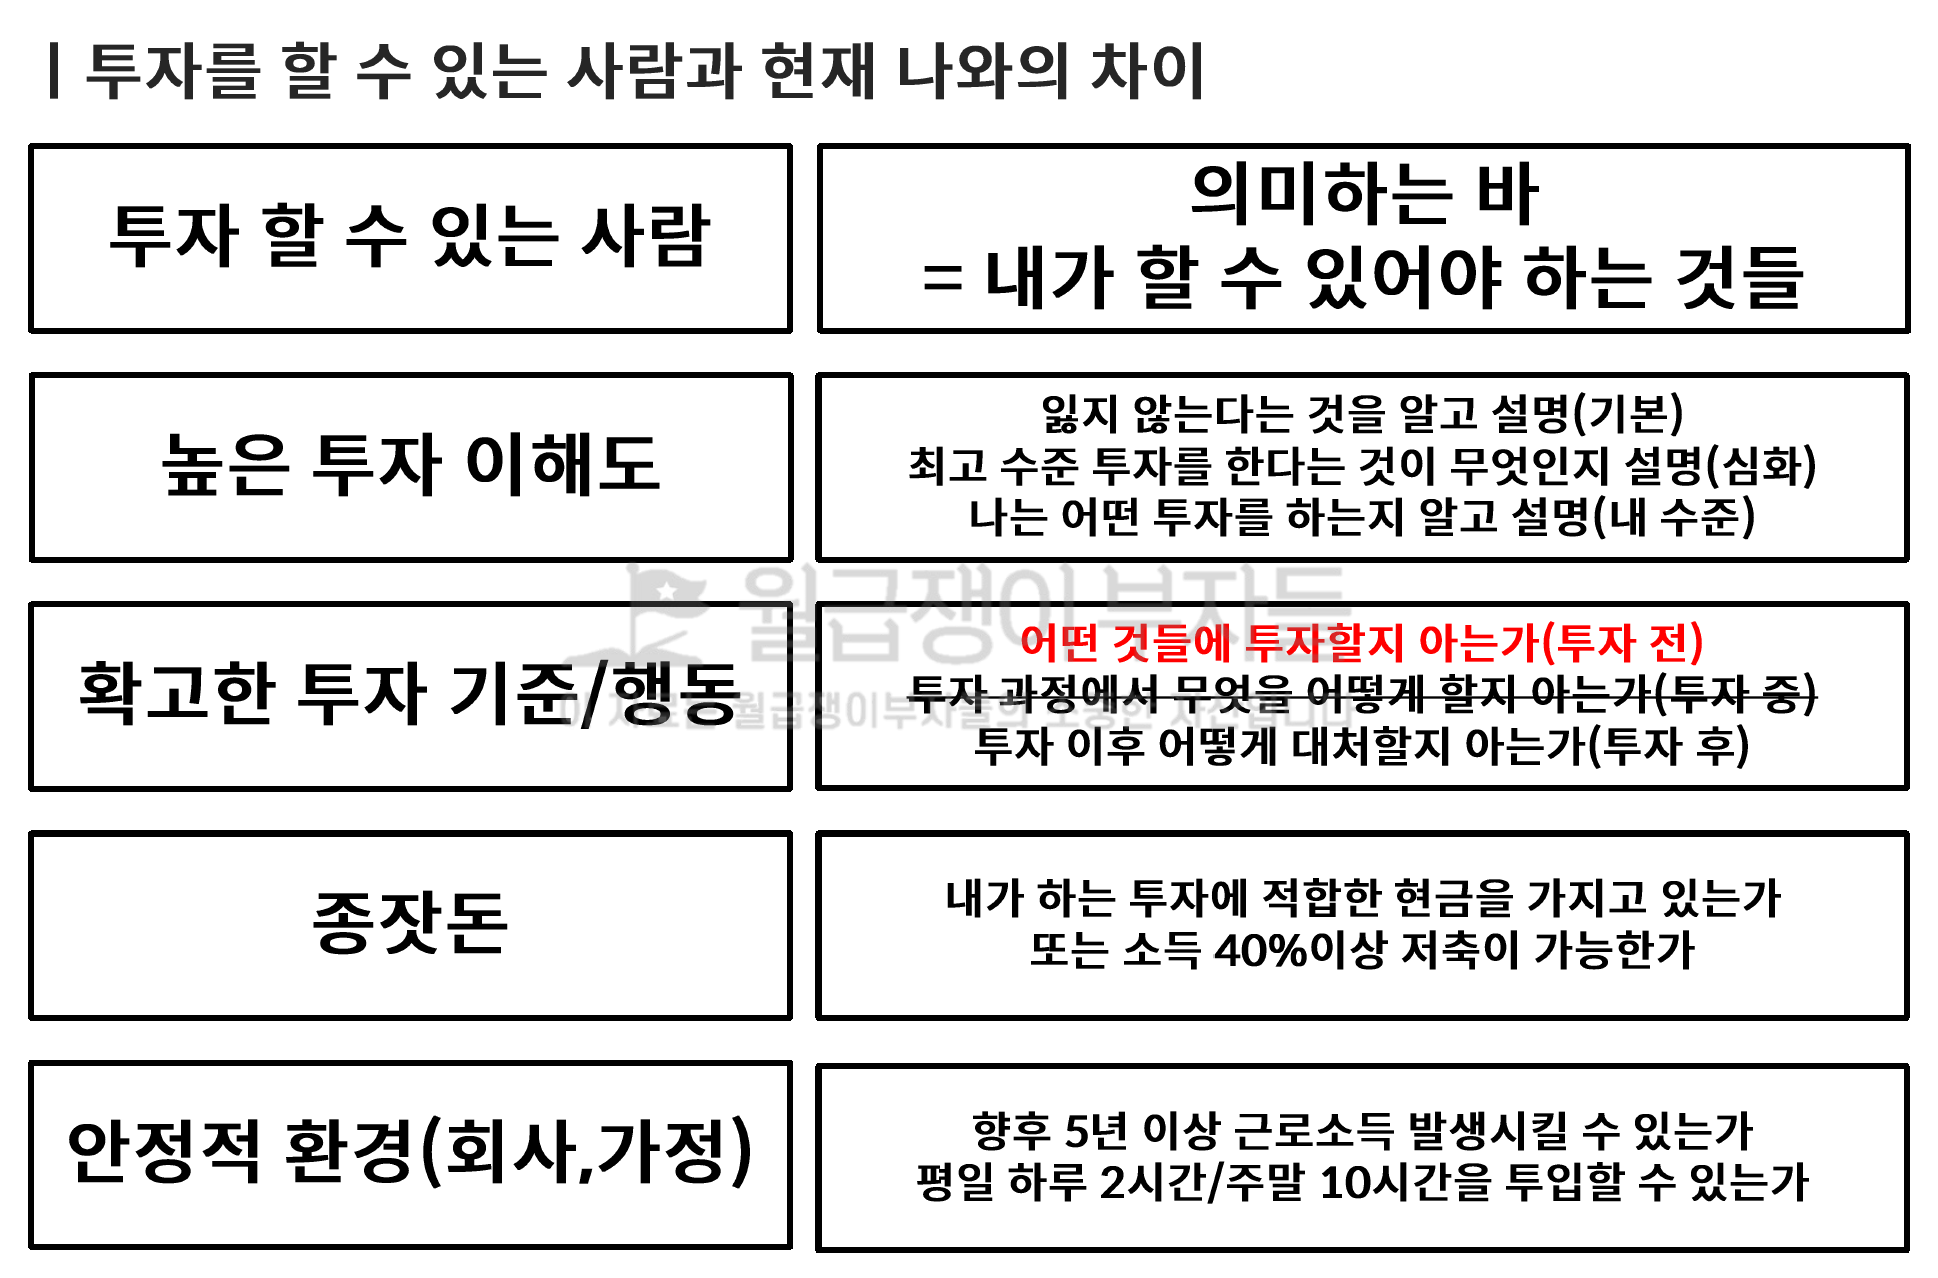 | 투자를 할 수 있는 사람과 현재 나와의 차이
투자 할 수 있는 사람
의미하는 바
= 내가 할 수 있어야 하는 것들
높은 투자 이해도
잃지 않는다는 것을 알고 설명(기본)
최고 수준 투자를 한다는 것이 무엇인지 설명(심화)
나는 어떤 투자를 하는지 알고 설명(내 수준)
월급쟁이부자들
이 자료는 월급쟁이부자들의 소중한 자산입니다
확고한 투자 기준/행동
어떤 것들에 투자할지 아는가(투자 전)
투자 과정에서 무엇을 어떻게 할지 아는가(투자 중)
투자 이후 어떻게 대처할지 아는가(투자 후)
종잣돈
내가 하는 투자에 적합한 현금을 가지고 있는가
또는 소득 40%이상 저축이 가능한가
안정적 환경(회사,가정)
향후 5년 이상 근로소득 발생시킬 수 있는가
평일 하루 2시간/주말 10시간을 투입할 수 있는가